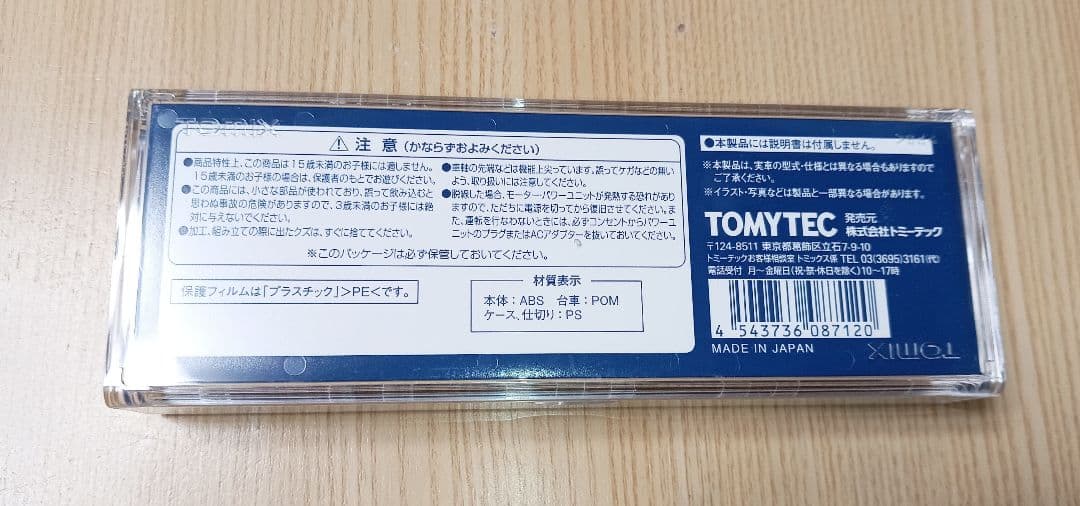 TOMIX
⚠ 注 意 (かならずおよみください)
●商品特性上、この商品は15歳未満のお子様には適しません。
15歳未満のお子様の場合は、保護者のもとでお遊びください。
●この商品には、小さな部品が使われており、誤って飲み込むと
思わぬ事故の危険がありますので、3歳未満のお子様には絶
対に与えないでください。
●加工、組み立ての際に出たクズは、すぐに捨ててください。
●車軸の先端などは機能上尖っています。誤ってケガなどの無い
よう、取り扱いには注意してください。
●脱線した場合、モーター・パワーユニットが発熱する恐れがあり
ますので、ただちに電源を切ってから復旧させてください。ま
た、運転を行なわないときには、必ずコンセントからパワーユ
ニットのプラグまたはACアダプターを抜いておいてください。
※このパッケージは必ず保管しておいてください。
保護フィルムは「プラスチック」>PE<です。
材質表示
本体:ABS 台車:POM
ケース、仕切り:PS
●本製品には説明書は付属しません。
※本製品は、実車の型式・仕様とは異なる場合もありますので
ご了承ください。
※イラスト・写真などは製品と一部異なる場合があります。
TOMYTEC 発売元 株式会社トミーテック
〒124-8511 東京都葛飾区立石7-9-10
トミーテックお客様相談室 トミックス係 TEL 03(3695)3161(代)
電話受付 月〜金曜日(祝・祭・休日を除く)10〜17時
4 543736 087120
MADE IN JAPAN
TOMIX